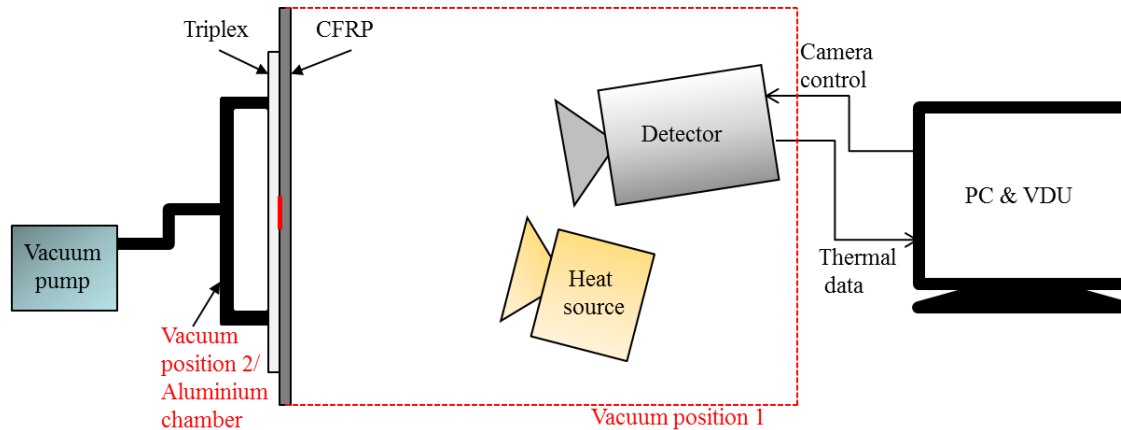 Triplex
CFRP
Camera
control
Detector
PC & VDU
Vacuum
pump
Heat
source
Thermal
data
Vacuum
position 2/
Aluminium
chamber
Vacuum position 1